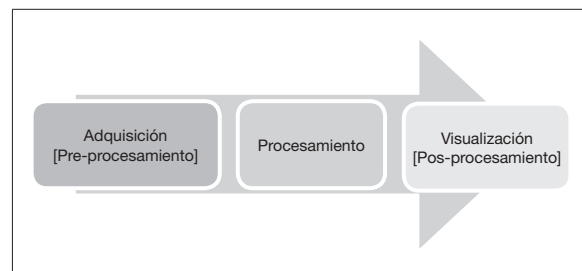 Adquisición
[Pre-procesamiento]
Procesamiento
Visualización
[Pos-procesamiento]